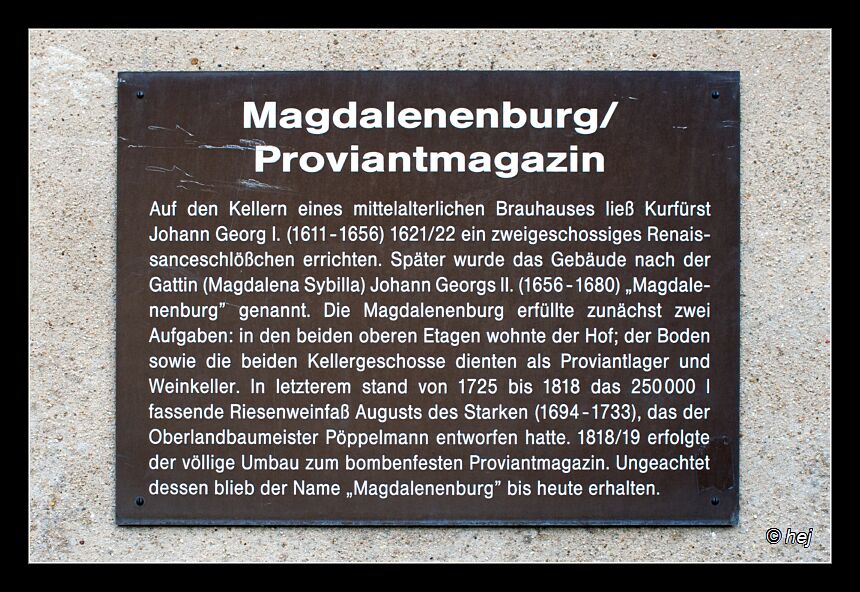 Magdalenenburg/
Proviantmagazin
Auf den Kellern eines mittelalterlichen Brauhauses ließ Kurfürst
Johann Georg I. (1611-1656) 1621/22 ein zweigeschossiges Renais-
sanceschlößchen errichten. Später wurde das Gebäude nach der
Gattin (Magdalena Sybilla) Johann Georgs II. (1656-1680) „Magdale-
nenburg” genannt. Die Magdalenenburg erfüllte zunächst zwei
Aufgaben: in den beiden oberen Etagen wohnte der Hof; der Boden
sowie die beiden Kellergeschosse dienten als Proviantlager und
Weinkeller. In letzterem stand von 1725 bis 1818 das 250 000 l
fassende Riesenweinfaß Augusts des Starken (1694-1733), das der
Oberlandbaumeister Pöppelmann entworfen hatte. 1818/19 erfolgte
der völlige Umbau zum bombenfesten Proviantmagazin. Ungeachtet
dessen blieb der Name „Magdalenenburg” bis heute erhalten.
© hej